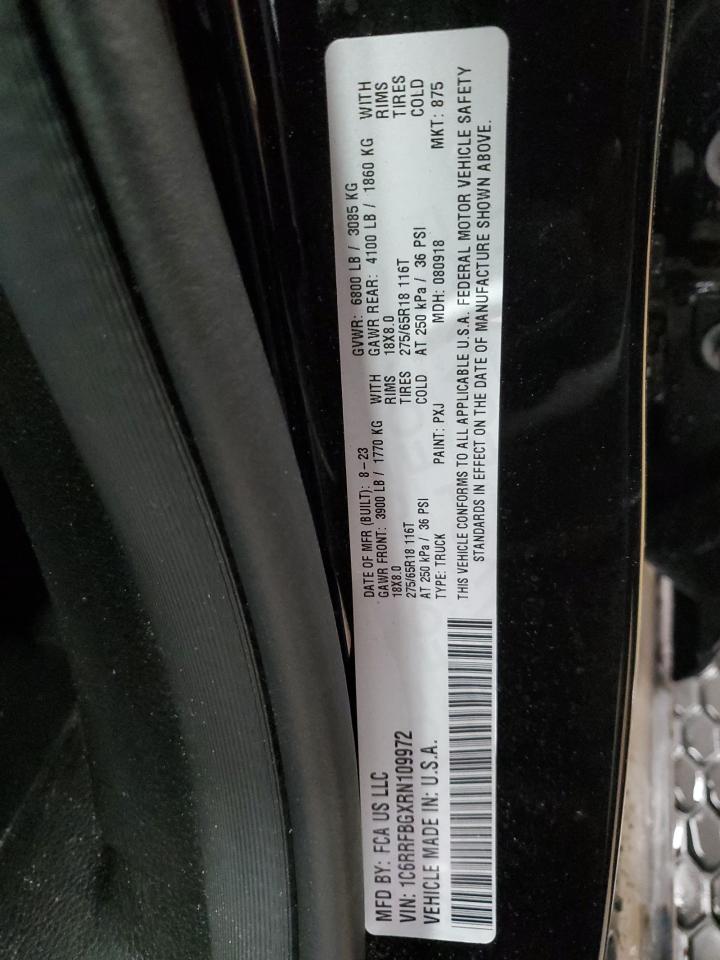 MFD BY: FCA US LLC
VIN: 1C6RRFBGXRN109972
VEHICLE MADE IN: U.S.A.
DATE OF MFR (BUILT): 8-23 GVWR: 6800 LB / 3085 KG
GAWR FRONT: 3900 LB / 1770 KG WITH GAWR REAR: 4100 LB / 1860 KG WITH
18X8.0 RIMS 18X8.0 RIMS
275/65R18 116T TIRES 275/65R18 116T TIRES
AT 250 kPa / 36 PSI COLD AT 250 kPa / 36 PSI COLD
TYPE: TRUCK PAINT: PXJ MDH: 080918 MKT: 875
THIS VEHICLE CONFORMS TO ALL APPLICABLE U.S.A. FEDERAL MOTOR VEHICLE SAFETY
STANDARDS IN EFFECT ON THE DATE OF MANUFACTURE SHOWN ABOVE.